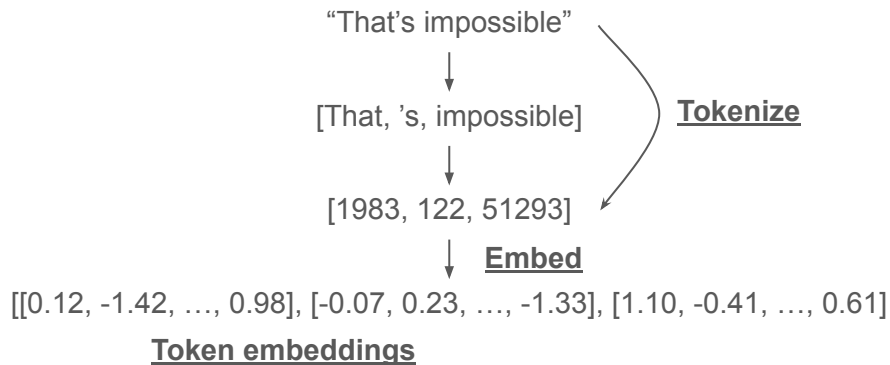 “That's impossible”
[That, ’s, impossible]
Tokenize
[1983, 122, 51293]
Embed
[[0.12, -1.42, …, 0.98], [-0.07, 0.23, …, -1.33], [1.10, -0.41, …, 0.61]
Token embeddings